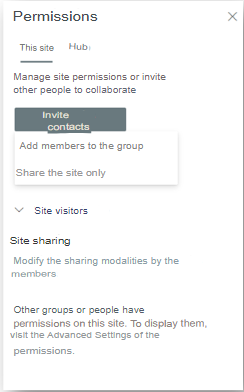 Permissions
This site
Hub
Manage site permissions or invite
other people to collaborate
Invite
contacts
Add members to the group
Share the site only
Site visitors
Site sharing
Modify the sharing modalities by the
members
Other groups or people have
permissions on this site. To display them,
visit the Advanced Settings of the
permissions.